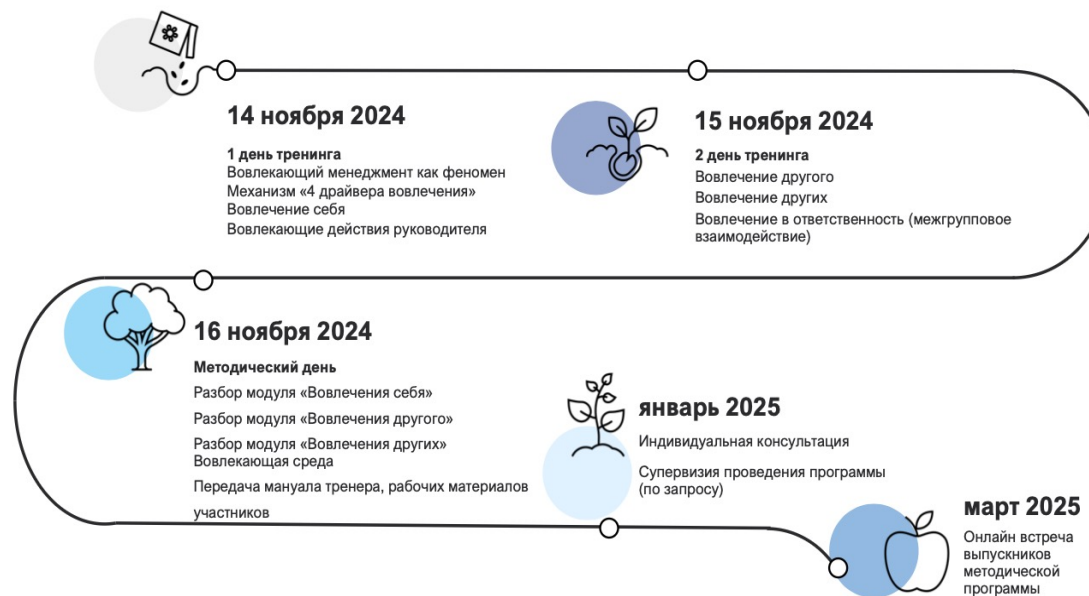 14 ноября 2024
1 день тренинга
Вовлекающий менеджмент как феномен
Механизм «4 драйвера вовлечения»
Вовлечение себя
Вовлекающие действия руководителя
15 ноября 2024
2 день тренинга
Вовлечение другого
Вовлечение других
Вовлечение в ответственность (межгрупповое
взаимодействие)
16 ноября 2024
Методический день
Разбор модуля «Вовлечения себя»
Разбор модуля «Вовлечения другого»
Разбор модуля «Вовлечения других»
Вовлекающая среда
Передача мануала тренера, рабочих материалов
участников
январь 2025
Индивидуальная консультация
Супервизия проведения программы
(по запросу)
март 2025
Онлайн встреча
выпускников
методической
программы